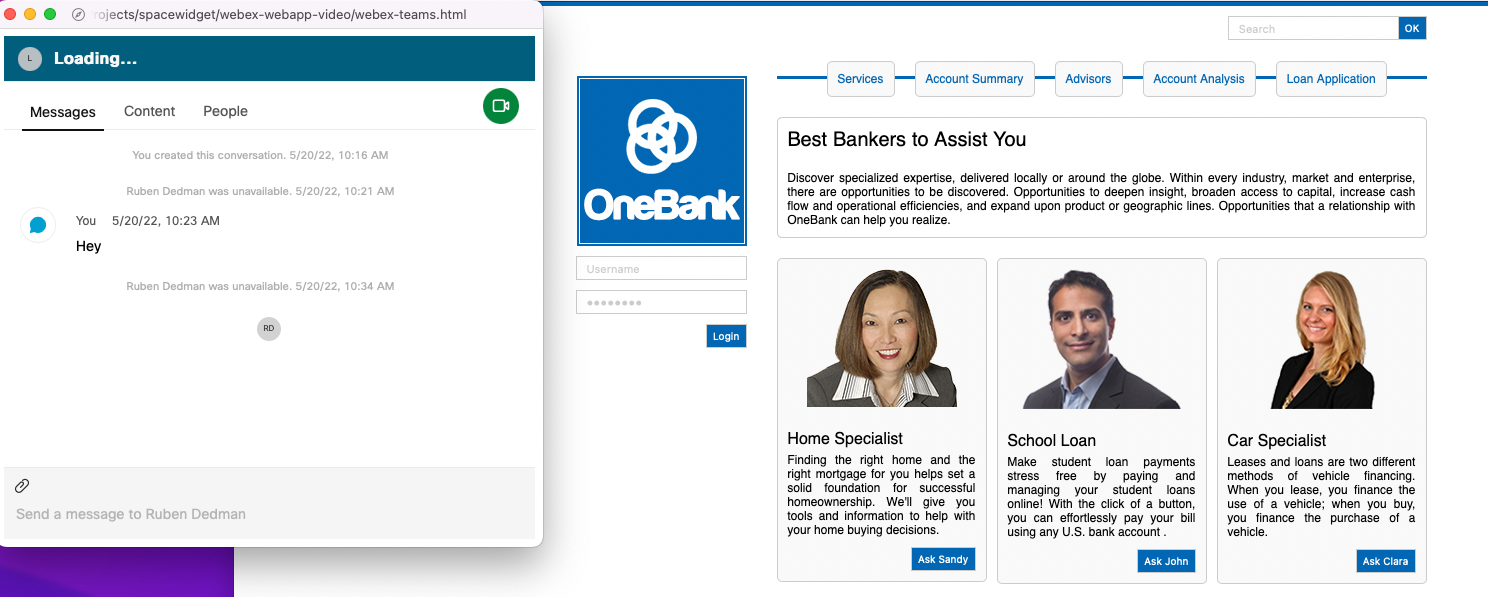 rojects/spacewidget/webex-webapp-video/webex-teams.html
L
Loading...
Messages
Content
People
You created this conversation. 5/20/22, 10:16 AM
Ruben Dedman was unavailable. 5/20/22, 10:21 AM
You 5/20/22, 10:23 AM
Hey
Ruben Dedman was unavailable. 5/20/22, 10:34 AM
RD
Send a message to Ruben Dedman
Search
OK
OneBank
Username
Login
Services
Account Summary
Advisors
Account Analysis
Loan Application
Best Bankers to Assist You
Discover specialized expertise, delivered locally or around the globe. Within every industry, market and enterprise,
there are opportunities to be discovered. Opportunities to deepen insight, broaden access to capital, increase cash
flow and operational efficiencies, and expand upon product or geographic lines. Opportunities that a relationship with
OneBank can help you realize.
Home Specialist
Finding the right home and the
right mortgage for you helps set a
solid foundation for successful
homeownership. We'll give you
tools and information to help with
your home buying decisions.
Ask Sandy
School Loan
Make student loan payments
stress free by paying and
managing your student loans
online! With the click of a button,
you can effortlessly pay your bill
using any U.S. bank account .
Ask John
Car Specialist
Leases and loans are two different
methods of vehicle financing.
When you lease, you finance the
use of a vehicle; when you buy,
you finance the purchase of a
vehicle.
Ask Clara